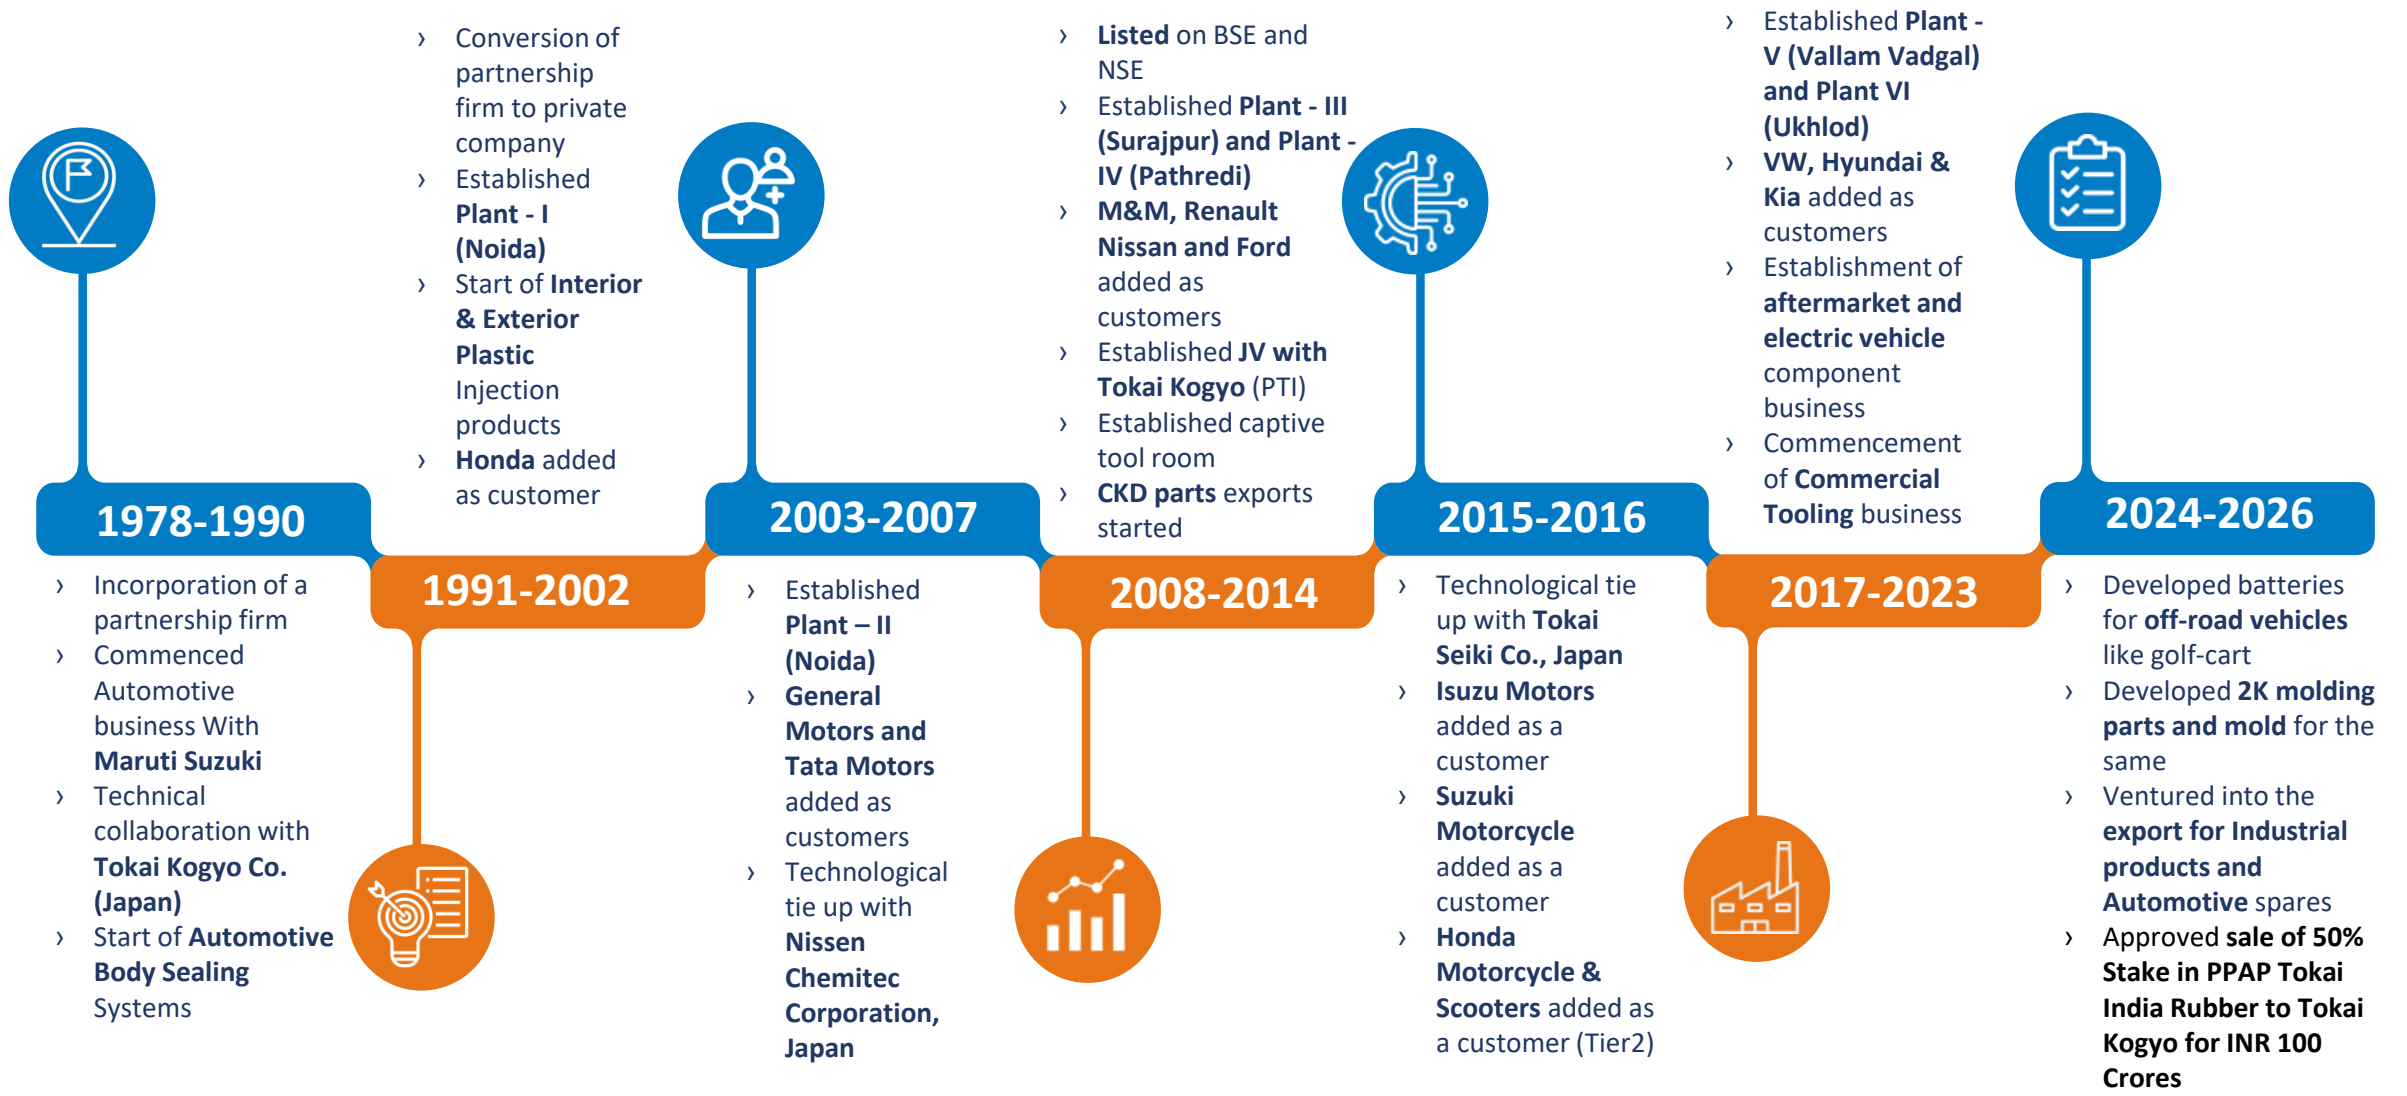 1978-1990
› Incorporation of a
partnership firm
› Commenced
Automotive
business With
Maruti Suzuki
› Technical
collaboration with
Tokai Kogyo Co.
(Japan)
› Start of Automotive
Body Sealing
Systems
› Conversion of
partnership
firm to private
company
› Established
Plant - I
(Noida)
› Start of Interior
& Exterior
Plastic
Injection
products
› Honda added
as customer
1991-2002
2003-2007
› Established
Plant – II
(Noida)
› General
Motors and
Tata Motors
added as
customers
› Technological
tie up with
Nissen
Chemitec
Corporation,
Japan
› Listed on BSE and
NSE
› Established Plant - III
(Surajpur) and Plant -
IV (Pathredi)
› M&M, Renault
Nissan and Ford
added as
customers
› Established JV with
Tokai Kogyo (PTI)
› Established captive
tool room
› CKD parts exports
started
2008-2014
2015-2016
› Technological tie
up with Tokai
Seiki Co., Japan
› Isuzu Motors
added as a
customer
› Suzuki
Motorcycle
added as a
customer
› Honda
Motorcycle &
Scooters added as
a customer (Tier2)
› Established Plant -
V (Vallam Vadgal)
and Plant VI
(Ukhlod)
› VW, Hyundai &
Kia added as
customers
› Establishment of
aftermarket and
electric vehicle
component
business
› Commencement
of Commercial
Tooling business
2017-2023
2024-2026
› Developed batteries
for off-road vehicles
like golf-cart
› Developed 2K molding
parts and mold for the
same
› Ventured into the
export for Industrial
products and
Automotive spares
› Approved sale of 50%
Stake in PPAP Tokai
India Rubber to Tokai
Kogyo for INR 100
Crores